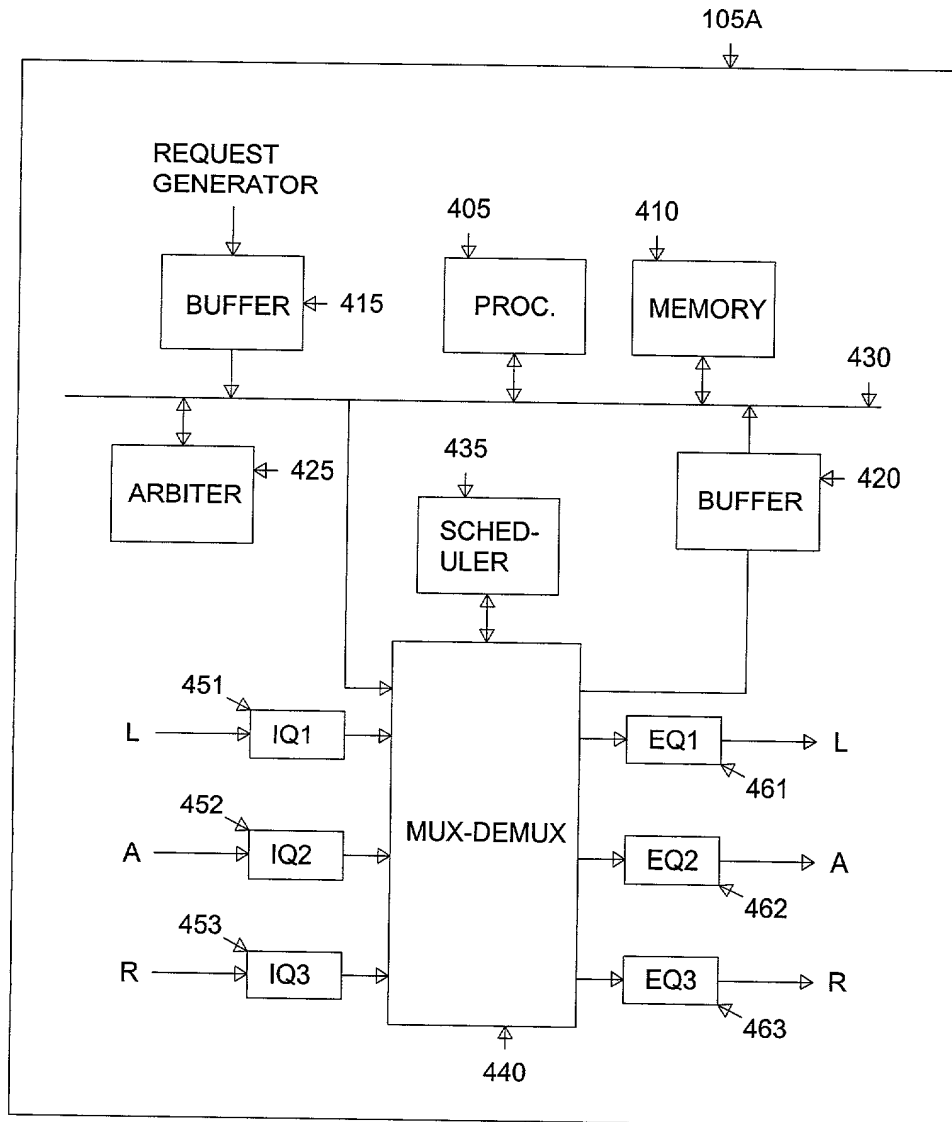 105A
REQUEST
GENERATOR
405
410
BUFFER
415
PROC.
MEMORY
430
ARBITER
425
435
BUFFER
420
SCHED-
ULER
451
L
IQ1
EQ1
L
461
452
MUX-DEMUX
A
IQ2
EQ2
A
462
453
R
IQ3
EQ3
R
463
440